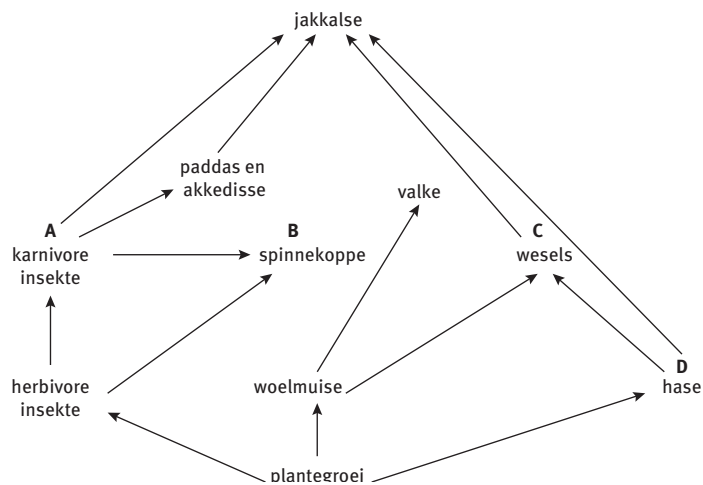 jakkalse
paddas en
akkedisse
valke
A
karnivore
insekte
B
spinnekoppe
C
wesels
herbivore
insekte
woelmuise
D
hase
plantegroei